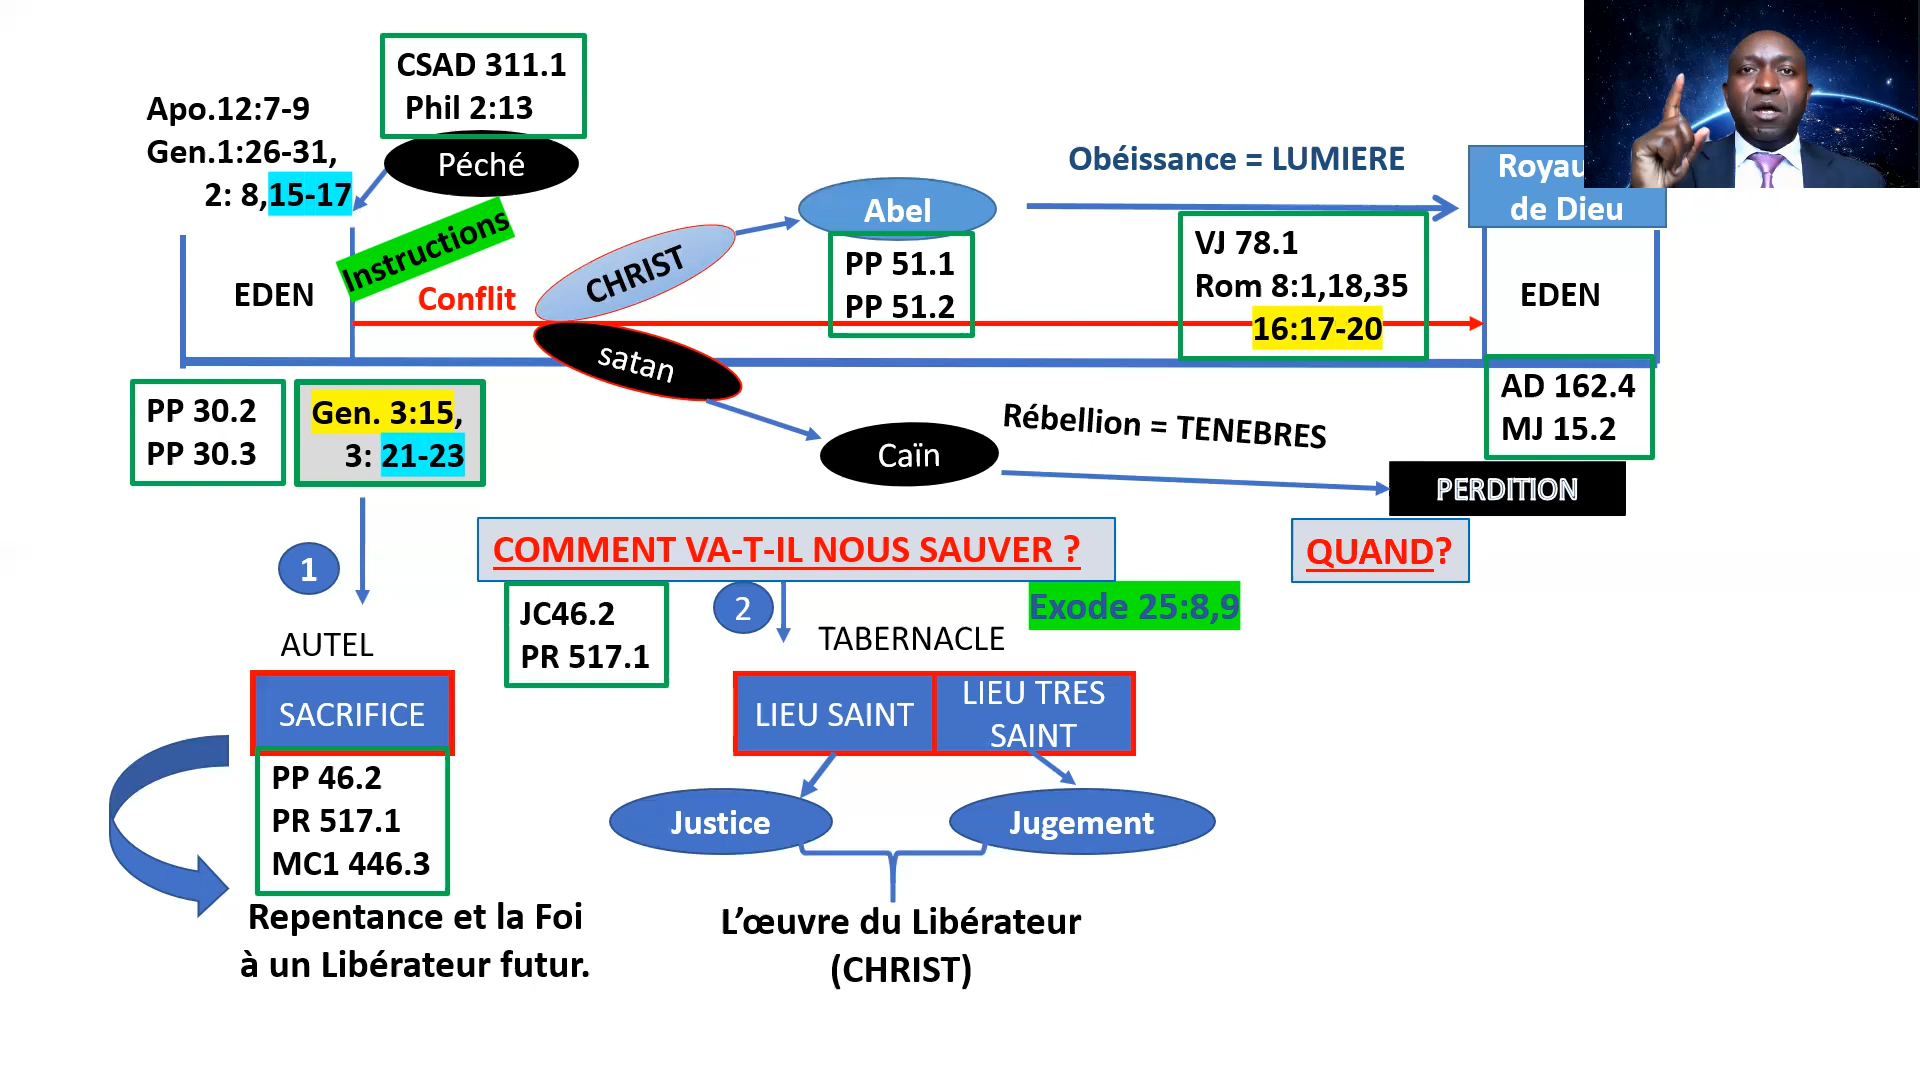 CSAD 311.1
Phil 2:13
Apo.12:7-9
Gen.1:26-31,
2: 8,15-17
Péché
Instructions
EDEN
Conflit
CHRIST
satan
Abel
PP 51.1
PP 51.2
Obéissance = LUMIERE
VJ 78.1
Rom 8:1,18,35
16:17-20
de Dieu
EDEN
AD 162.4
MJ 15.2
PP 30.2
PP 30.3
Gen. 3:15,
3: 21-23
Caïn
Rébellion = TENEBRES
PERDITION
COMMENT VA-T-IL NOUS SAUVER ?
QUAND?
1
AUTEL
SACRIFICE
PP 46.2
PR 517.1
MC1 446.3
Repentance et la Foi
à un Libérateur futur.
JC46.2
PR 517.1
2
Exode 25:8,9
TABERNACLE
LIEU SAINT
LIEU TRES
SAINT
Justice
Jugement
L’œuvre du Libérateur
(CHRIST)